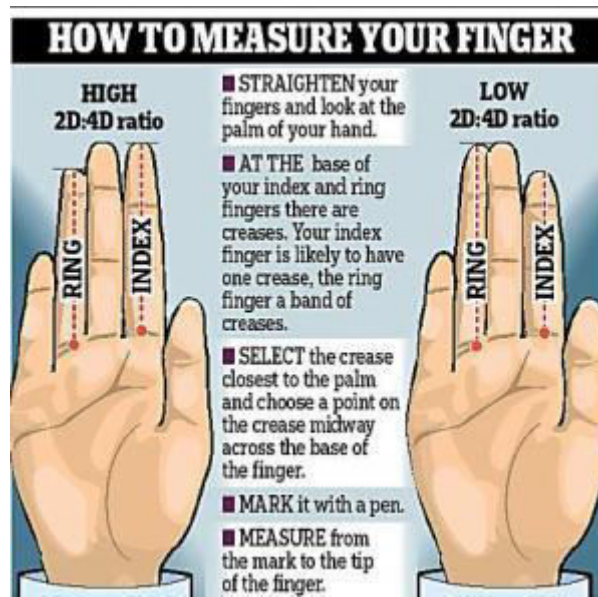 HOW TO MEASURE YOUR FINGER
HIGH
2D:4D ratio
RING
INDEX
■ STRAIGHTEN your
fingers and look at the
palm of your hand.
■ AT THE base of
your index and ring
fingers there are
creases. Your index
finger is likely to have
one crease, the ring
finger a band of
creases.
■ SELECT the crease
closest to the palm
and choose a point on
the crease midway
across the base of
the finger.
■ MARK it with a pen.
■ MEASURE from
the mark to the tip
of the finger.
LOW
2D:4D ratio
RING
INDEX